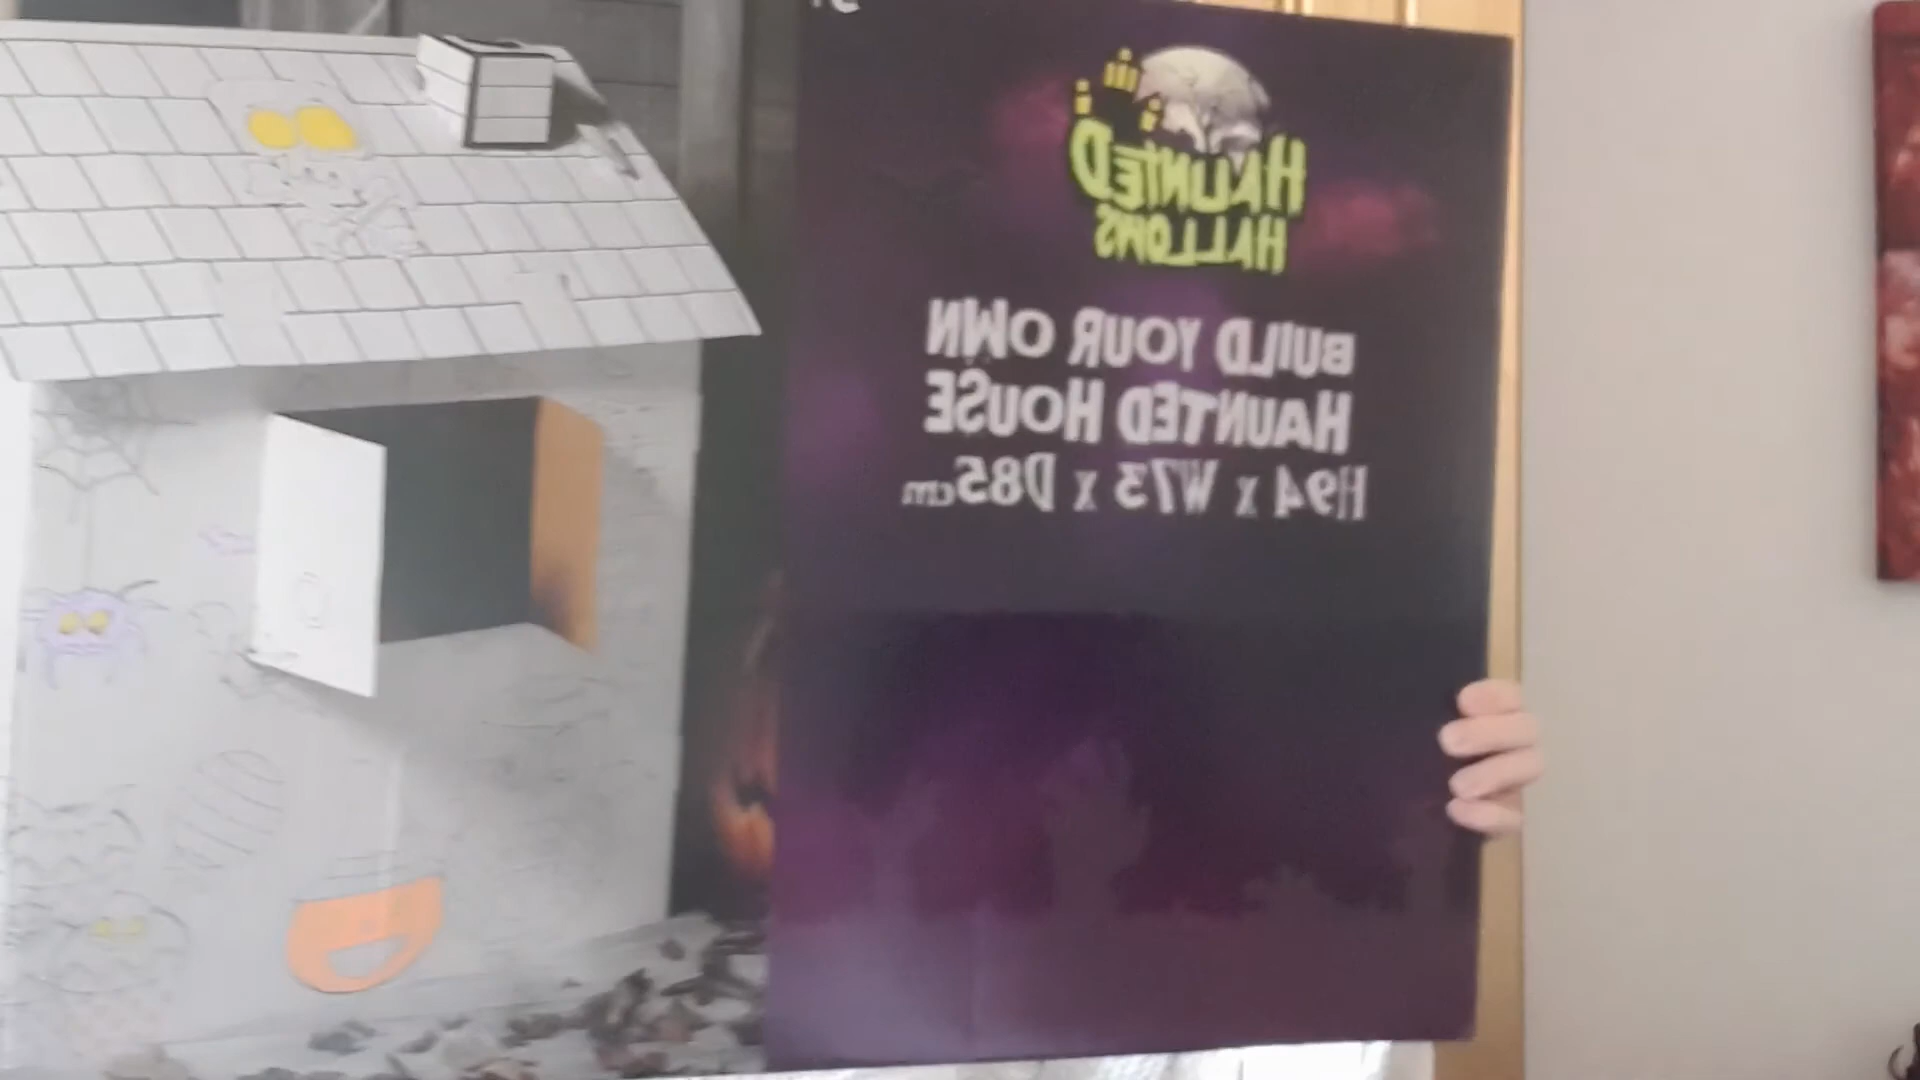 HAUNTED
HALLOWS
BUILD YOUR OWN
HAUNTED HOUSE
H94 x W73 x D85cm